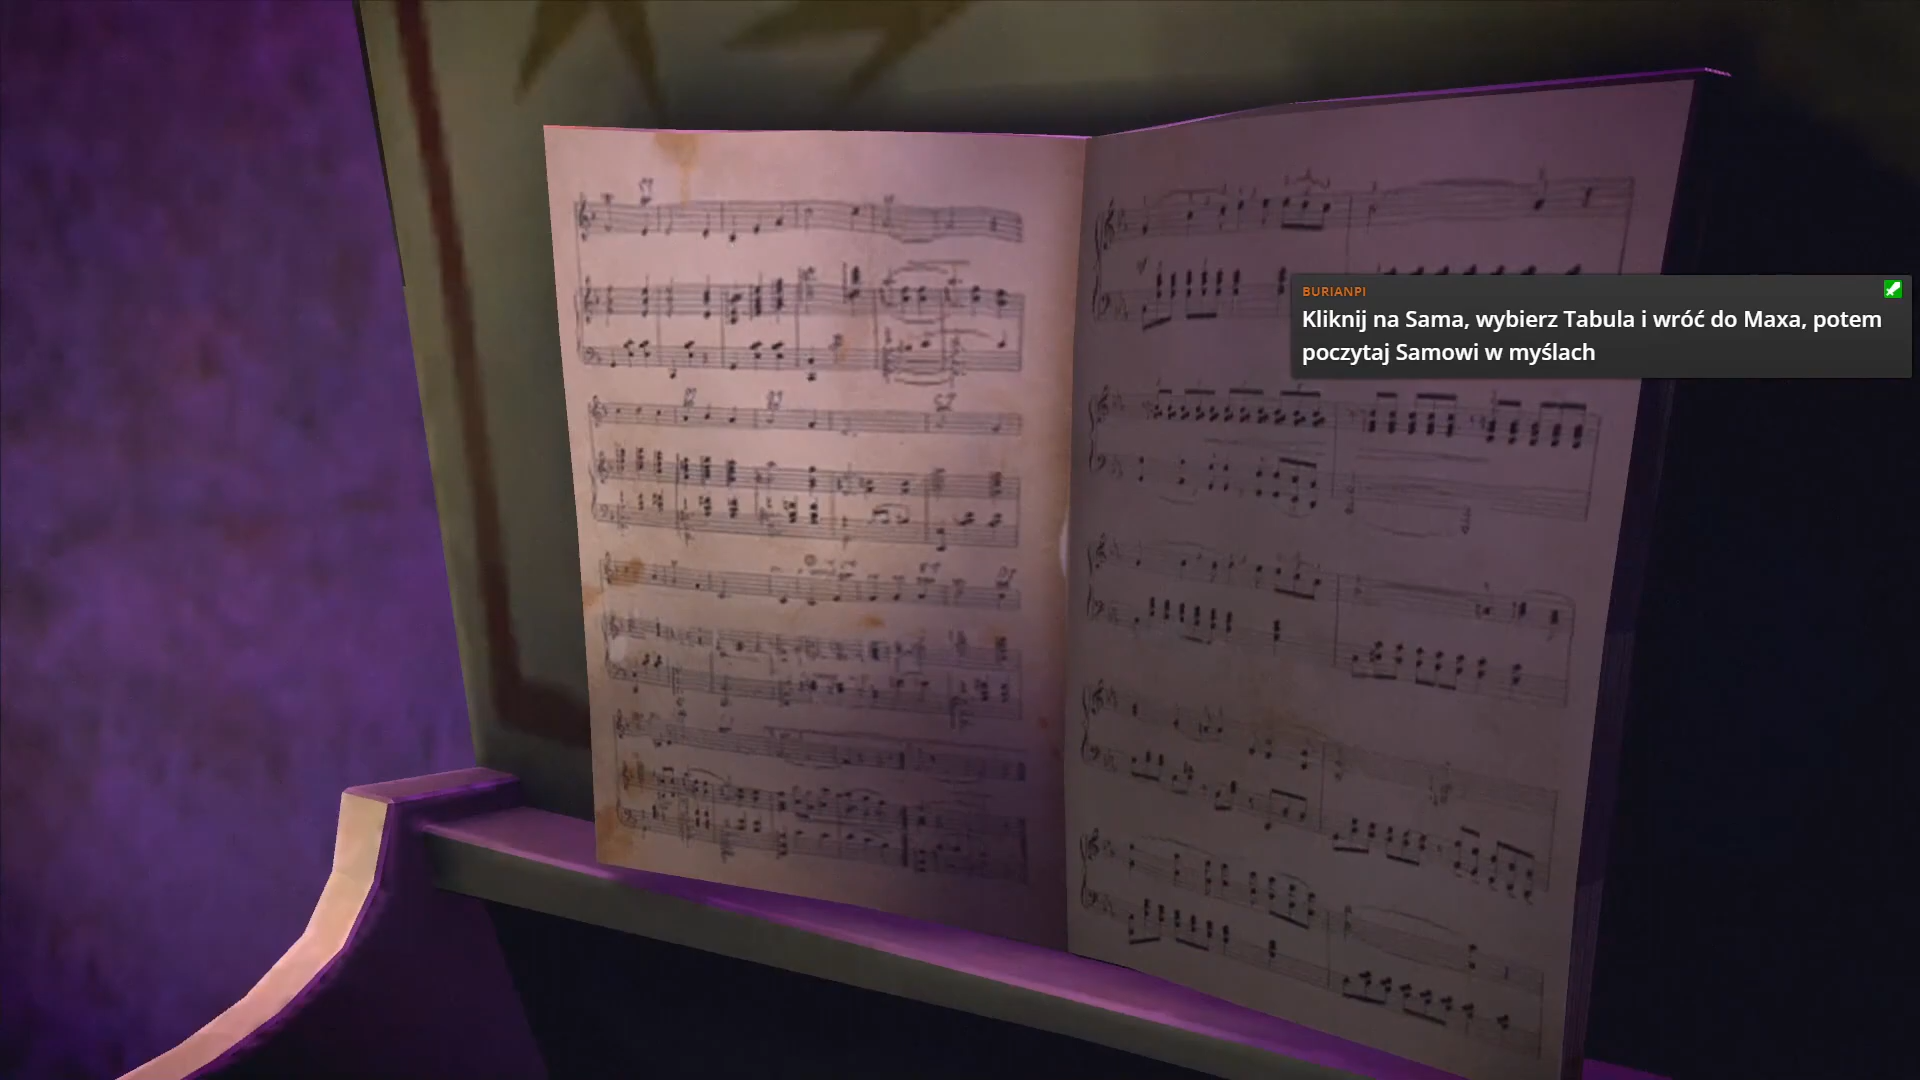 BURIANPI
Kliknij na Sama, wybierz Tabula i wróć do Maxa, potem
poczytaj Samowi w myślach